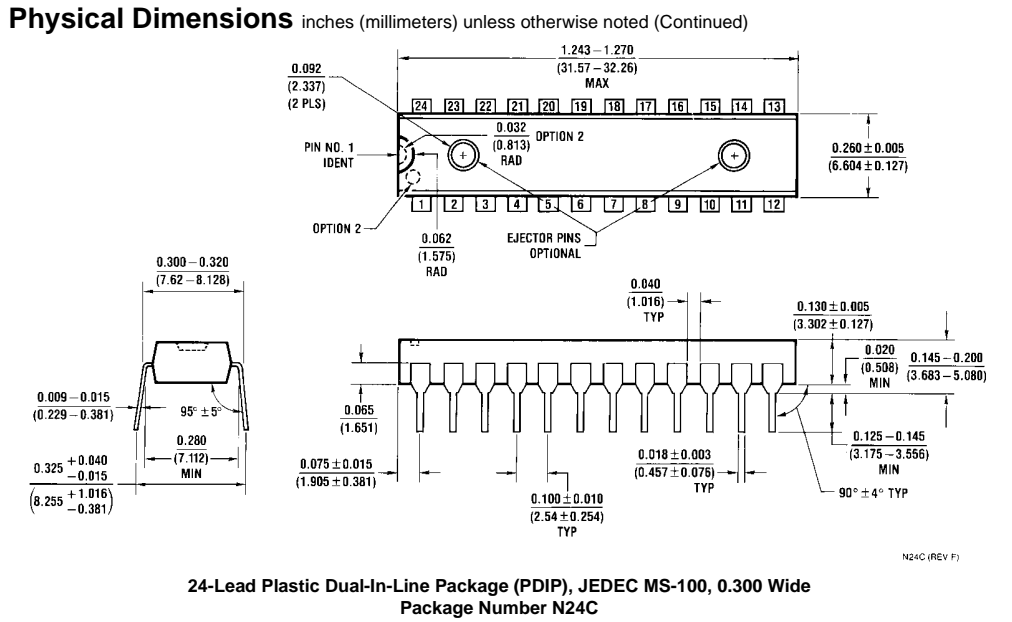 Physical Dimensions inches (millimeters) unless otherwise noted (Continued)
1.243 – 1.270
(31.57 – 32.26)
MAX
0.092
(2.337)
(2 PLS)
24 23 22 21 20 19 18 17 16 15 14 13
0.032
(0.813)
RAD
OPTION 2
PIN NO. 1
IDENT
0.260 ± 0.005
(6.604 ± 0.127)
1 2 3 4 5 6 7 8 9 10 11 12
OPTION 2
0.062
(1.575)
RAD
EJECTOR PINS
OPTIONAL
0.300 – 0.320
(7.62 – 8.128)
0.040
(1.016)
TYP
0.130 ± 0.005
(3.302 ± 0.127)
0.020
(0.508)
MIN
0.145 – 0.200
(3.683 – 5.080)
0.009 – 0.015
(0.229 – 0.381)
95° ± 5°
0.065
(1.651)
0.280
(7.112)
MIN
0.125 – 0.145
(3.175 – 3.556)
MIN
0.325 +0.040
–0.015
(8.255 +1.016
–0.381)
0.075 ± 0.015
(1.905 ± 0.381)
0.018 ± 0.003
(0.457 ± 0.076)
TYP
90° ± 4° TYP
0.100 ± 0.010
(2.54 ± 0.254)
TYP
N24C (REV F)
24-Lead Plastic Dual-In-Line Package (PDIP), JEDEC MS-100, 0.300 Wide
Package Number N24C